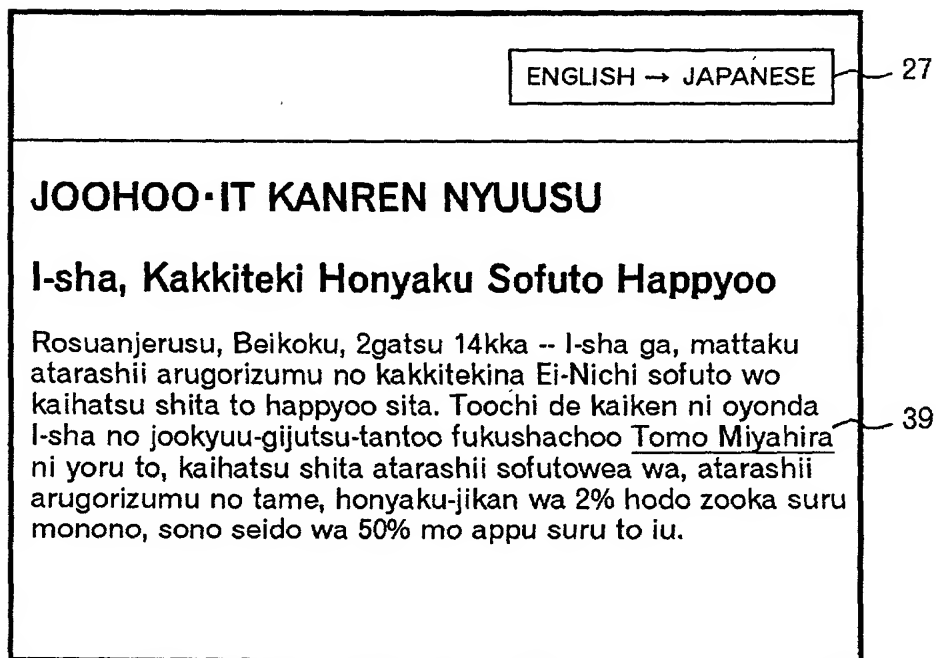 ENGLISH → JAPANESE
27
JOOHOO·IT KANREN NYUUSU
I-sha, Kakkiteki Honyaku Sofuto Happyoo
Rosuanjerusu, Beikoku, 2gatsu 14kka -- I-sha ga, mattaku
atarashii arugorizumu no kakkitekina Ei-Nichi sofuto wo
kaihatsu shita to happyoo sita. Toochi de kaiken ni oyonda
I-sha no jookyuu-gijutsu-tantoo fukushachoo Tomo Miyahira
39
ni yoru to, kaihatsu shita atarashii sofutowea wa, atarashii
arugorizumu no tame, honyaku-jikan wa 2% hodo zooka suru
monono, sono seido wa 50% mo appu suru to iu.